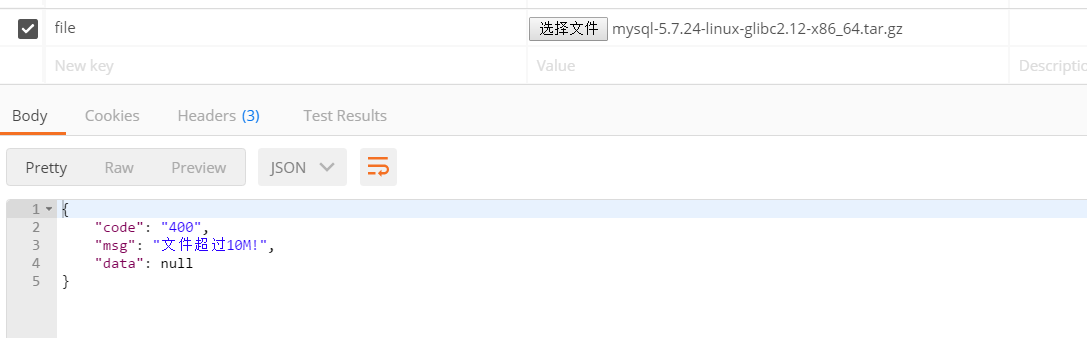 file 选择文件 mysql-5.7.24-linux-glibc2.12-x86_64.tar.gz
New key Value Descriptio
Body Cookies Headers (3) Test Results
Pretty Raw Preview JSON
1 {
2 "code": "400",
3 "msg": "文件超过10M!",
4 "data": null
5 }